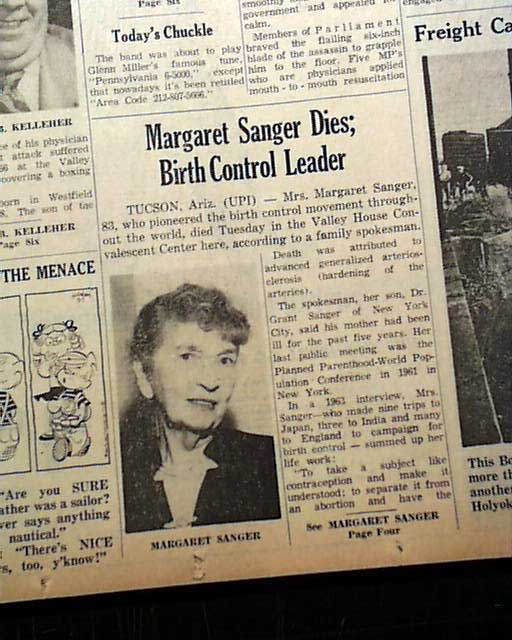 Page Six
Today's Chuckle
The band was about to play
Glenn Miller's famous tune,
"Pennsylvania 6-5000," except
that nowadays it's been retitled
"Area Code 212-807-5666."
smoothly
government and appealed for
calm.
Members of Parliament
braved the flailing six-inch
blade of the assassin to grapple
him to the floor. Five MP's
who are physicians applied
mouth - to - mouth resuscitation
Freight Ca
KELLEHER
ce of his physician
t attack suffered
56 at the Valley
covering a boxing
born in Westfield
8. The son of the
R. KELLEHER
Page Six
THE MENACE
"Are you SURE
ather was a sailor?
ver says anything
nautical."
: "There's NICE
s, too, y'know!"
Margaret Sanger Dies;
Birth Control Leader
TUCSON, Ariz. (UPI) — Mrs. Margaret Sanger,
83, who pioneered the birth control movement through-
out the world, died Tuesday in the Valley House Con-
valescent Center here, according to a family spokesman.
Death was attributed to
advanced generalized arterios-
clerosis (hardening of the
arteries).
The spokesman, her son, Dr.
Grant Sanger of New York
City, said his mother had been
ill for the past five years. Her
last public meeting was the
Planned Parenthood-World Pop-
ulation Conference in 1961 in
New York.
In a 1963 interview, Mrs.
Sanger—who made nine trips to
Japan, three to India and many
to England to campaign for
birth control — summed up her
life work:
"To take a subject like
contraception and make it
understood; to separate it from
an abortion and have the
See MARGARET SANGER
Page Four
MARGARET SANGER
This Bo
more th
another
Holyok